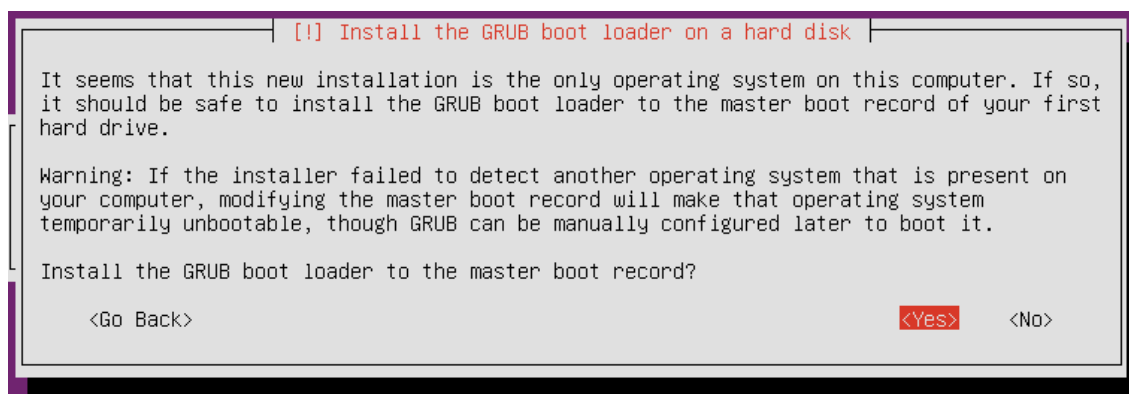 [!] Install the GRUB boot loader on a hard disk
It seems that this new installation is the only operating system on this computer. If so,
it should be safe to install the GRUB boot loader to the master boot record of your first
hard drive.
Warning: If the installer failed to detect another operating system that is present on
your computer, modifying the master boot record will make that operating system
temporarily unbootable, though GRUB can be manually configured later to boot it.
Install the GRUB boot loader to the master boot record?
<Go Back> <Yes> <No>